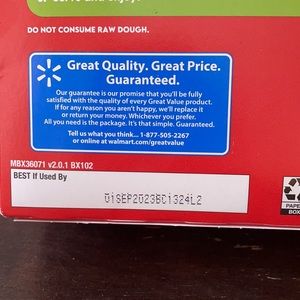 DO NOT CONSUME RAW DOUGH.
Great Quality. Great Price.
Guaranteed.
Our guarantee is our promise that you'll be fully
satisfied with the quality of every Great Value product.
If for any reason you aren't happy, we'll replace it
or return your money. Whichever you prefer.
All you need is the package. It's that simple. Guaranteed.
Tell us what you think... 1-877-505-2267
or online at walmart.com/greatvalue
MBX36071 v2.0.1 BX102
BEST If Used By
01SEP2023BC1324L2
PAPE
BOX